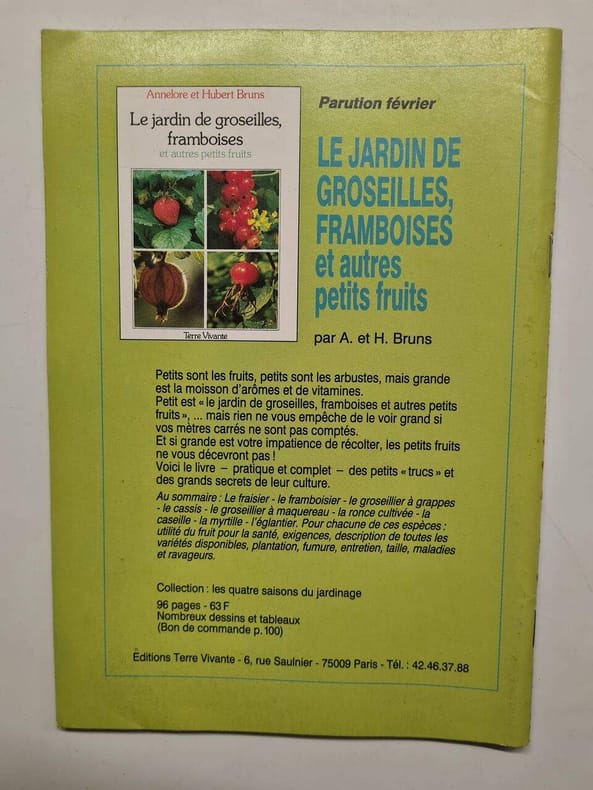 Annelore et Hubert Bruns
Le jardin de groseilles,
framboises
et autres petits fruits
Terre Vivante
Parution février
LE JARDIN DE
GROSEILLES,
FRAMBOISES
et autres
petits fruits
par A. et H. Bruns
Petits sont les fruits, petits sont les arbustes, mais grande
est la moisson d'arômes et de vitamines.
Petit est « le jardin de groseilles, framboises et autres petits
fruits », ... mais rien ne vous empêche de le voir grand si
vos mètres carrés ne sont pas comptés.
Et si grande est votre impatience de récolter, les petits fruits
ne vous décevront pas !
Voici le livre – pratique et complet – des petits « trucs » et
des grands secrets de leur culture.
Au sommaire : Le fraisier - le framboisier - le groseillier à grappes
- le cassis - le groseillier à maquereau - la ronce cultivée - la
caseille - la myrtille - l'églantier. Pour chacune de ces espèces :
utilité du fruit pour la santé, exigences, description de toutes les
variétés disponibles, plantation, fumure, entretien, taille, maladies
et ravageurs.
Collection : les quatre saisons du jardinage
96 pages - 63 F
Nombreux dessins et tableaux
(Bon de commande p. 100)
Editions Terre Vivante - 6, rue Saulnier - 75009 Paris - Tél. : 42.46.37.88